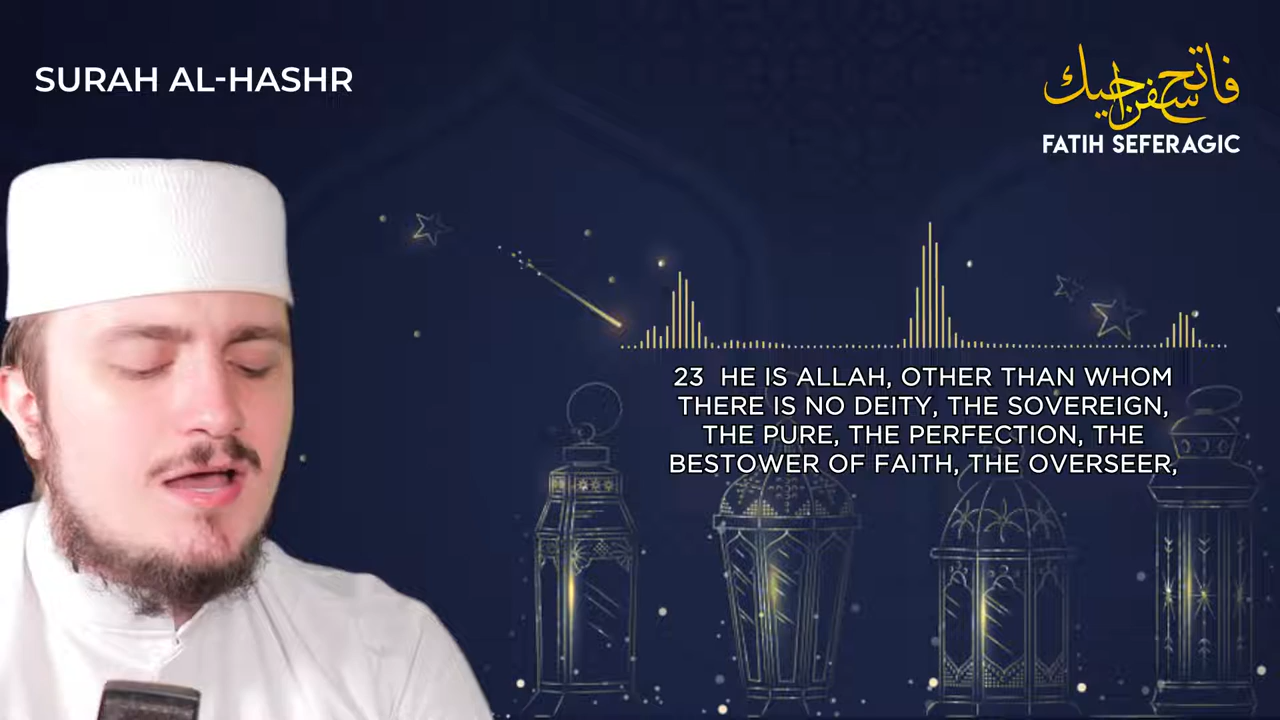 SURAH AL-HASHR
فاتح سفراجيك
FATIH SEFERAGIC
23 HE IS ALLAH, OTHER THAN WHOM
THERE IS NO DEITY, THE SOVEREIGN,
THE PURE, THE PERFECTION, THE
BESTOWER OF FAITH, THE OVERSEER,